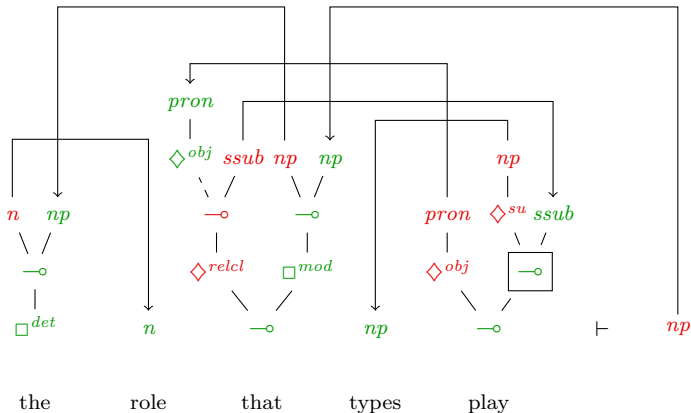 pron
◇obj ssub np np np
n np ⊸ ⊸ pron ◇su ssub
⊸ ◇relcl □mod ◇obj ⊸
□det n ⊸ np ⊸ ⊢ np
the role that types play